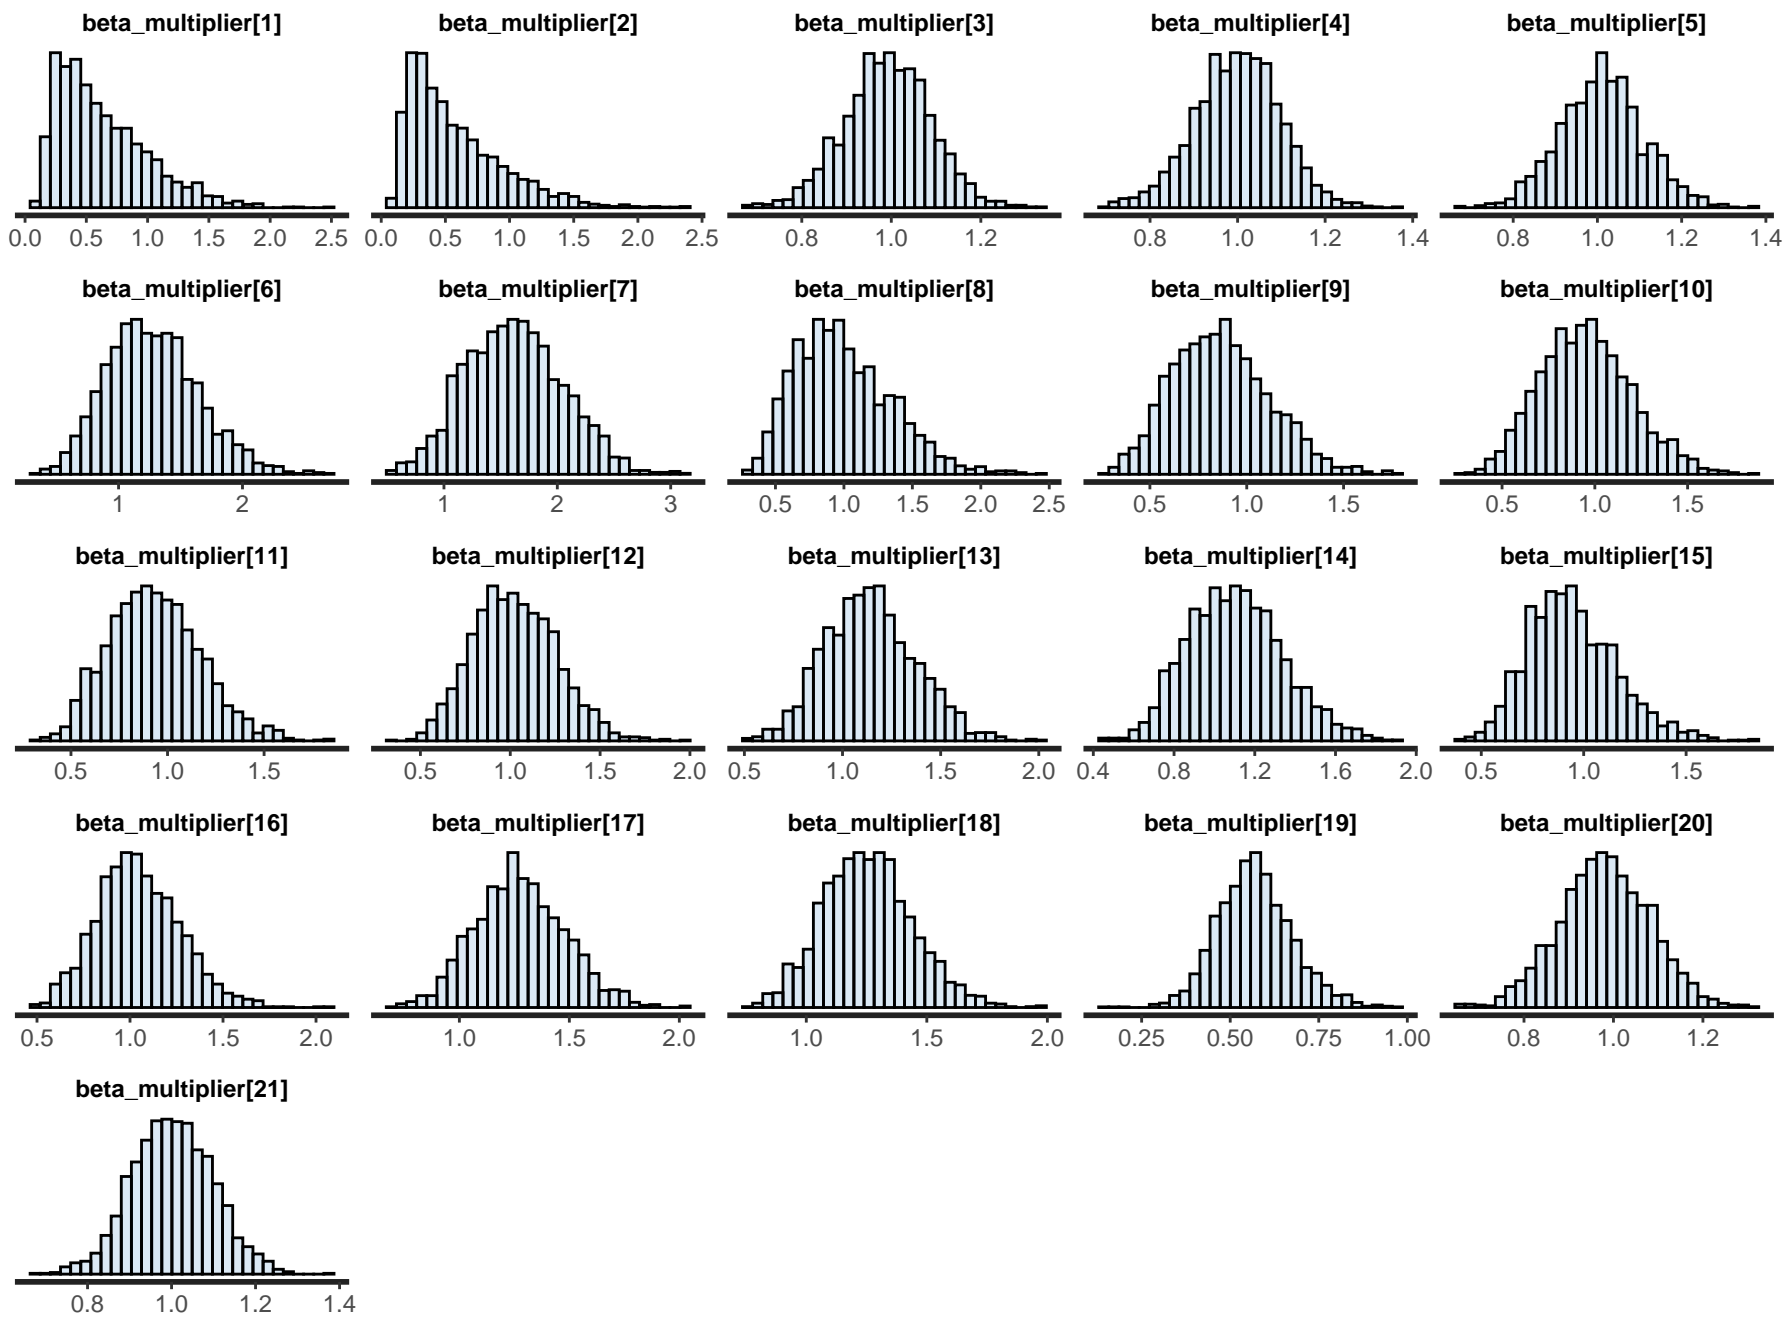 beta_multiplier[1] beta_multiplier[2] beta_multiplier[3] beta_multiplier[4] beta_multiplier[5]
0.0 0.5 1.0 1.5 2.0 2.5 0.0 0.5 1.0 1.5 2.0 2.5 0.8 1.0 1.2 0.8 1.0 1.2 1.4 0.8 1.0 1.2 1.4
beta_multiplier[6] beta_multiplier[7] beta_multiplier[8] beta_multiplier[9] beta_multiplier[10]
1 2 1 2 3 0.5 1.0 1.5 2.0 2.5 0.5 1.0 1.5 0.5 1.0 1.5
beta_multiplier[11] beta_multiplier[12] beta_multiplier[13] beta_multiplier[14] beta_multiplier[15]
0.5 1.0 1.5 0.5 1.0 1.5 2.0 0.5 1.0 1.5 2.0 0.4 0.8 1.2 1.6 2.0 0.5 1.0 1.5
beta_multiplier[16] beta_multiplier[17] beta_multiplier[18] beta_multiplier[19] beta_multiplier[20]
0.5 1.0 1.5 2.0 1.0 1.5 2.0 1.0 1.5 2.0 0.25 0.50 0.75 1.00 0.8 1.0 1.2
beta_multiplier[21]
0.8 1.0 1.2 1.4